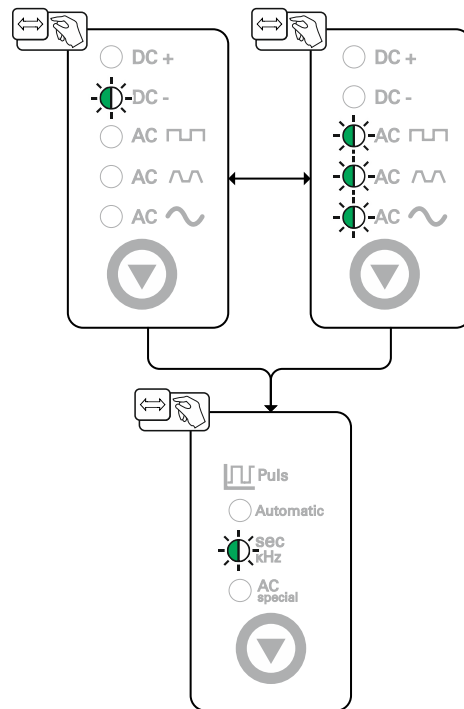 DC +
DC -
AC
AC
AC
DC +
DC -
AC
AC
AC
Puls
Automatic
sec
kHz
AC
special